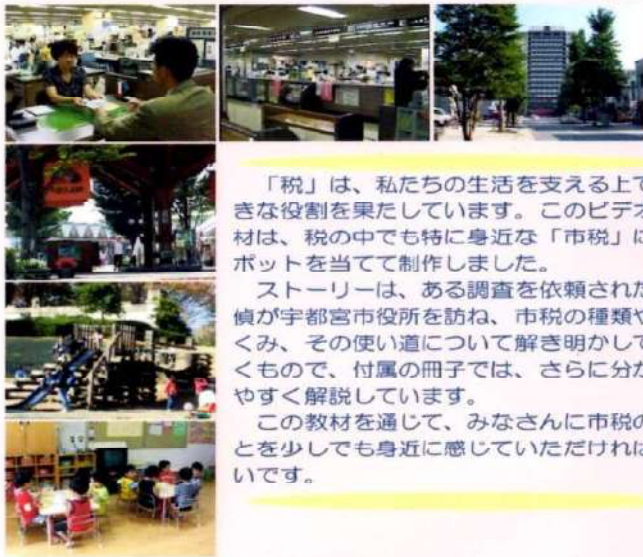 「税」は、私たちの生活を支える上で
きな役割を果たしています。このビデオ
材は、税の中でも特に身近な「市税」に
ポットを当てて制作しました。
ストーリーは、ある調査を依頼された
偵が宇都宮市役所を訪ね、市税の種類や
くみ、その使い道について解き明かして
くもので、付属の冊子では、さらに分か
やすく解説しています。
この教材を通じて、みなさんに市税の
とを少しでも身近に感じていただければ
いです。